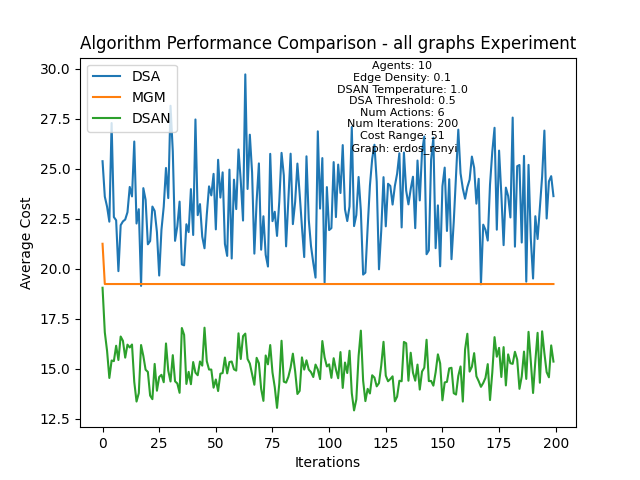 Algorithm Performance Comparison - all graphs Experiment
DSA
MGM
DSAN
Agents: 10
Edge Density: 0.1
DSAN Temperature: 1.0
DSA Threshold: 0.5
Num Actions: 6
Num Iterations: 200
Cost Range: 51
Graph: erdos_renyi
30.0
27.5
25.0
22.5
20.0
17.5
15.0
12.5
Average Cost
0 25 50 75 100 125 150 175 200
Iterations